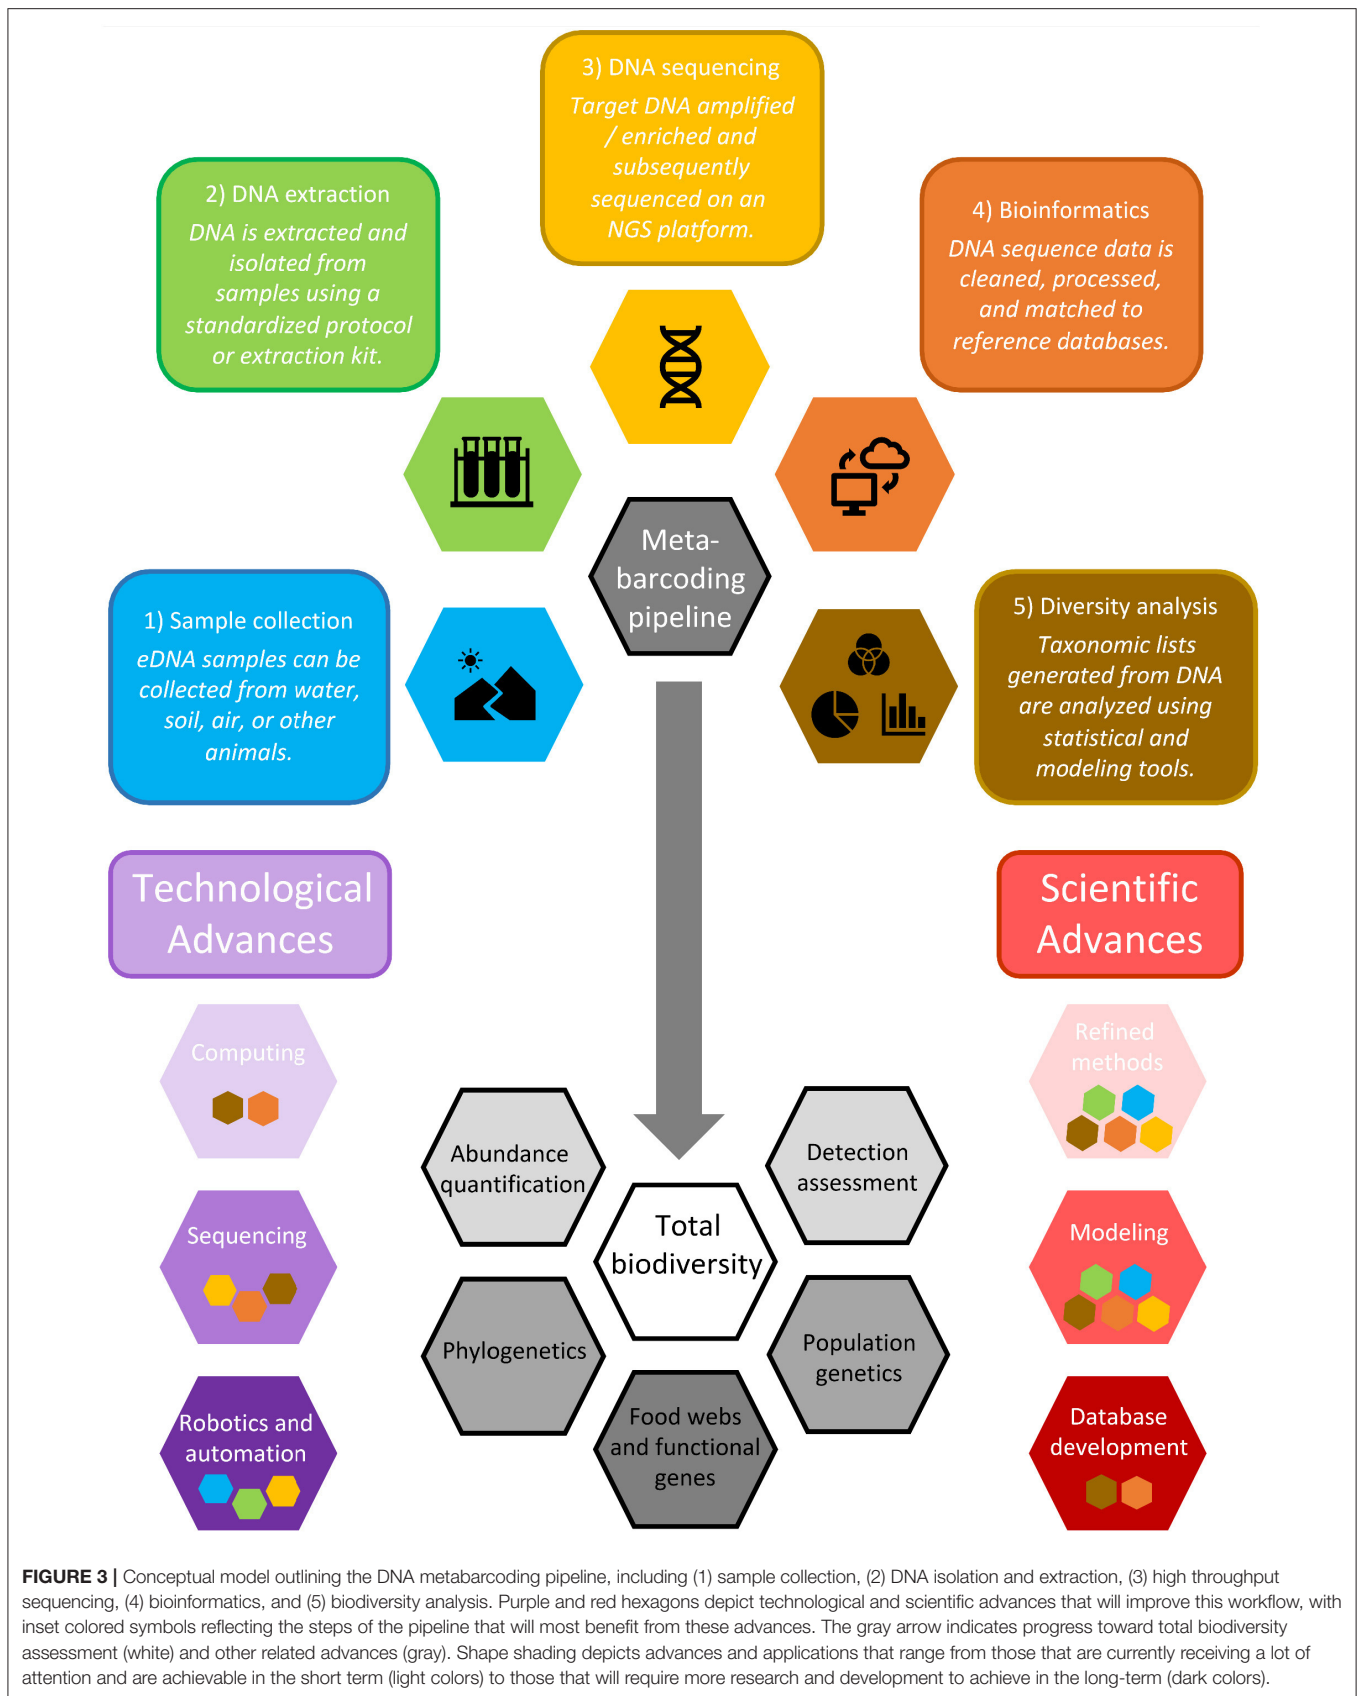 3) DNA sequencing
Target DNA amplified
/ enriched and
subsequently
sequenced on an
NGS platform.
2) DNA extraction
DNA is extracted and
isolated from
samples using a
standardized protocol
or extraction kit.
4) Bioinformatics
DNA sequence data is
cleaned, processed,
and matched to
reference databases.
Meta-
barcoding
pipeline
1) Sample collection
eDNA samples can be
collected from water,
soil, air, or other
animals.
5) Diversity analysis
Taxonomic lists
generated from DNA
are analyzed using
statistical and
modeling tools.
Technological
Advances
Scientific
Advances
Computing
Sequencing
Robotics and
automation
Abundance
quantification
Detection
assessment
Total
biodiversity
Phylogenetics
Population
genetics
Food webs
and functional
genes
Refined
methods
Modeling
Database
development
FIGURE 3 | Conceptual model outlining the DNA metabarcoding pipeline, including (1) sample collection, (2) DNA isolation and extraction, (3) high throughput
sequencing, (4) bioinformatics, and (5) biodiversity analysis. Purple and red hexagons depict technological and scientific advances that will improve this workflow, with
inset colored symbols reflecting the steps of the pipeline that will most benefit from these advances. The gray arrow indicates progress toward total biodiversity
assessment (white) and other related advances (gray). Shape shading depicts advances and applications that range from those that are currently receiving a lot of
attention and are achievable in the short term (light colors) to those that will require more research and development to achieve in the long-term (dark colors).